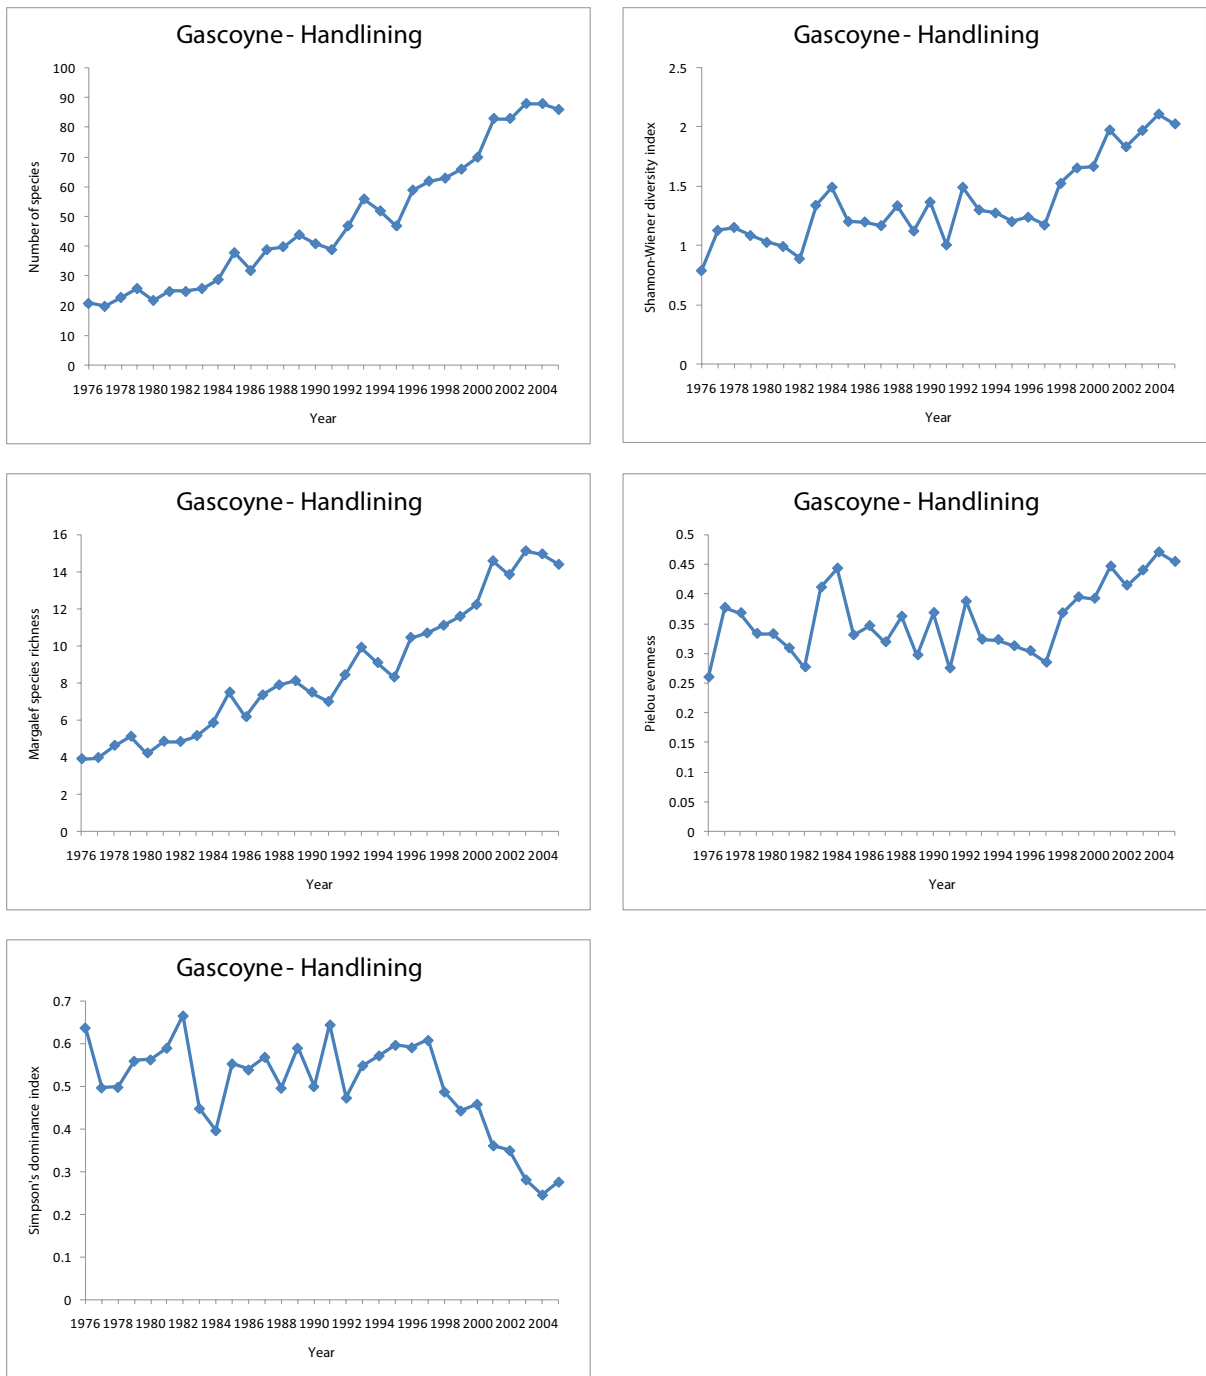 Gascoyne - Handlining
100
90
80
70
60
50
40
30
20
10
0
Number of species
1976 1978 1980 1982 1984 1986 1988 1990 1992 1994 1996 1998 2000 2002 2004
Year
Gascoyne - Handlining
2.5
2
1.5
1
0.5
0
Shannon-Wiener diversity index
1976 1978 1980 1982 1984 1986 1988 1990 1992 1994 1996 1998 2000 2002 2004
Year
Gascoyne - Handlining
16
14
12
10
8
6
4
2
0
Margalef species richness
1976 1978 1980 1982 1984 1986 1988 1990 1992 1994 1996 1998 2000 2002 2004
Year
Gascoyne - Handlining
0.5
0.45
0.4
0.35
0.3
0.25
0.2
0.15
0.1
0.05
0
Pielou evenness
1976 1978 1980 1982 1984 1986 1988 1990 1992 1994 1996 1998 2000 2002 2004
Year
Gascoyne - Handlining
0.7
0.6
0.5
0.4
0.3
0.2
0.1
0
Simpson's dominance index
1976 1978 1980 1982 1984 1986 1988 1990 1992 1994 1996 1998 2000 2002 2004
Year